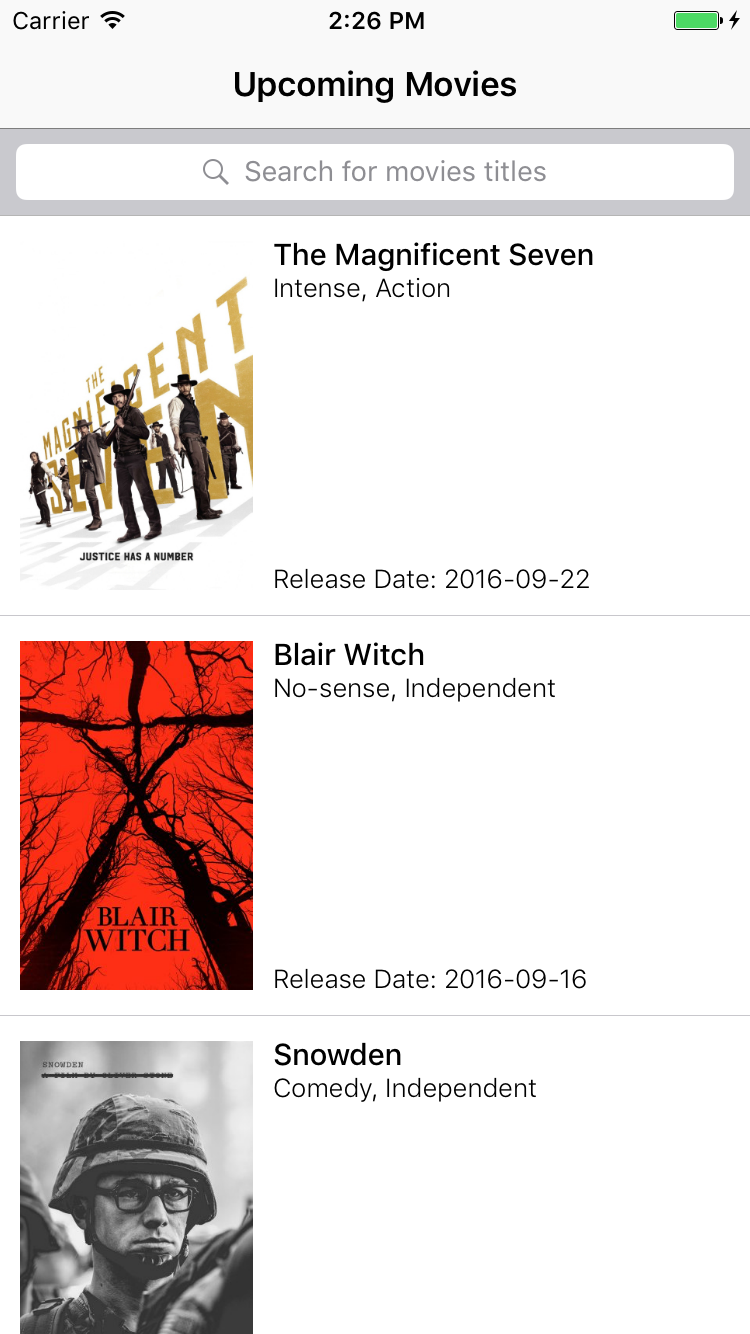 Carrier 2:26 PM
Upcoming Movies
Search for movies titles
The Magnificent Seven
Intense, Action
THE
MAGNIFICENT
SEVEN
JUSTICE HAS A NUMBER
Release Date: 2016-09-22
Blair Witch
No-sense, Independent
BLAIR
WITCH
Release Date: 2016-09-16
Snowden
Comedy, Independent
SNOWDEN